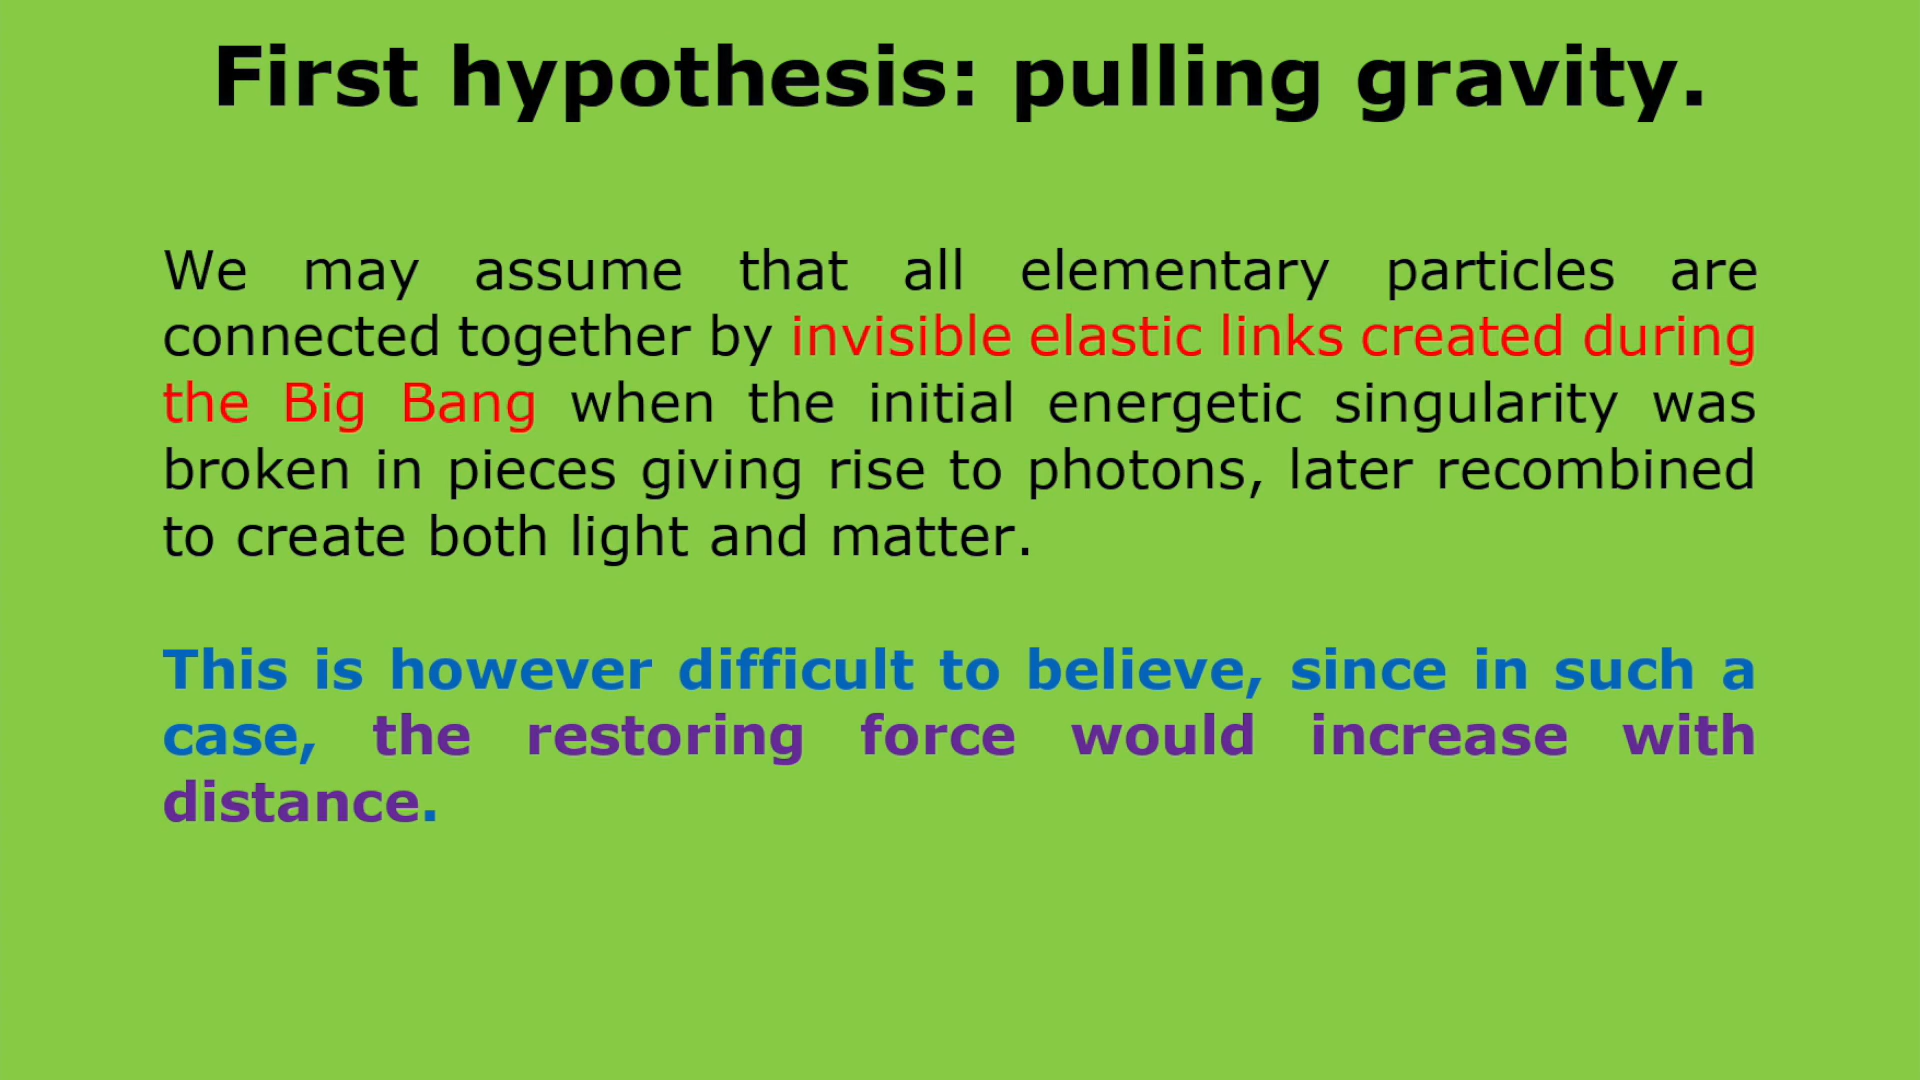 First hypothesis: pulling gravity.
We may assume that all elementary particles are
connected together by invisible elastic links created during
the Big Bang when the initial energetic singularity was
broken in pieces giving rise to photons, later recombined
to create both light and matter.
This is however difficult to believe, since in such a
case, the restoring force would increase with
distance.